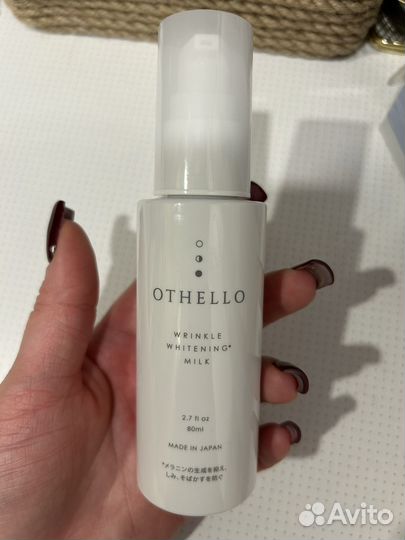 OTHELLO
WRINKLE
WHITENING*
MILK
2.7 fl oz
80ml
MADE IN JAPAN
*メラニンの生成を抑え、
しみ、そばかすを防ぐ
Avito